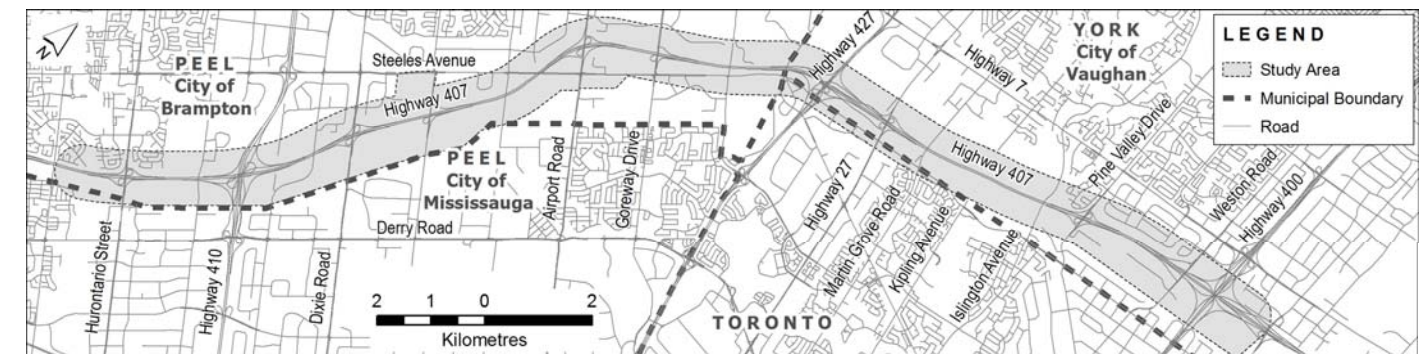 N
PEEL
City of
Brampton
Steeles Avenue
Highway 407
Highway 427
Highway 7
YORK
City of
Vaughan
LEGEND
Study Area
Municipal Boundary
Road
PEEL
City of
Mississauga
Airport Road
Goreway Drive
Derry Road
Hurontario Street
Highway 410
Dixie Road
Highway 27
Martin Grove Road
Kipling Avenue
Islington Avenue
Highway 407
Pine Valley Drive
Weston Road
Highway 400
2 1 0 2
Kilometres
TORONTO